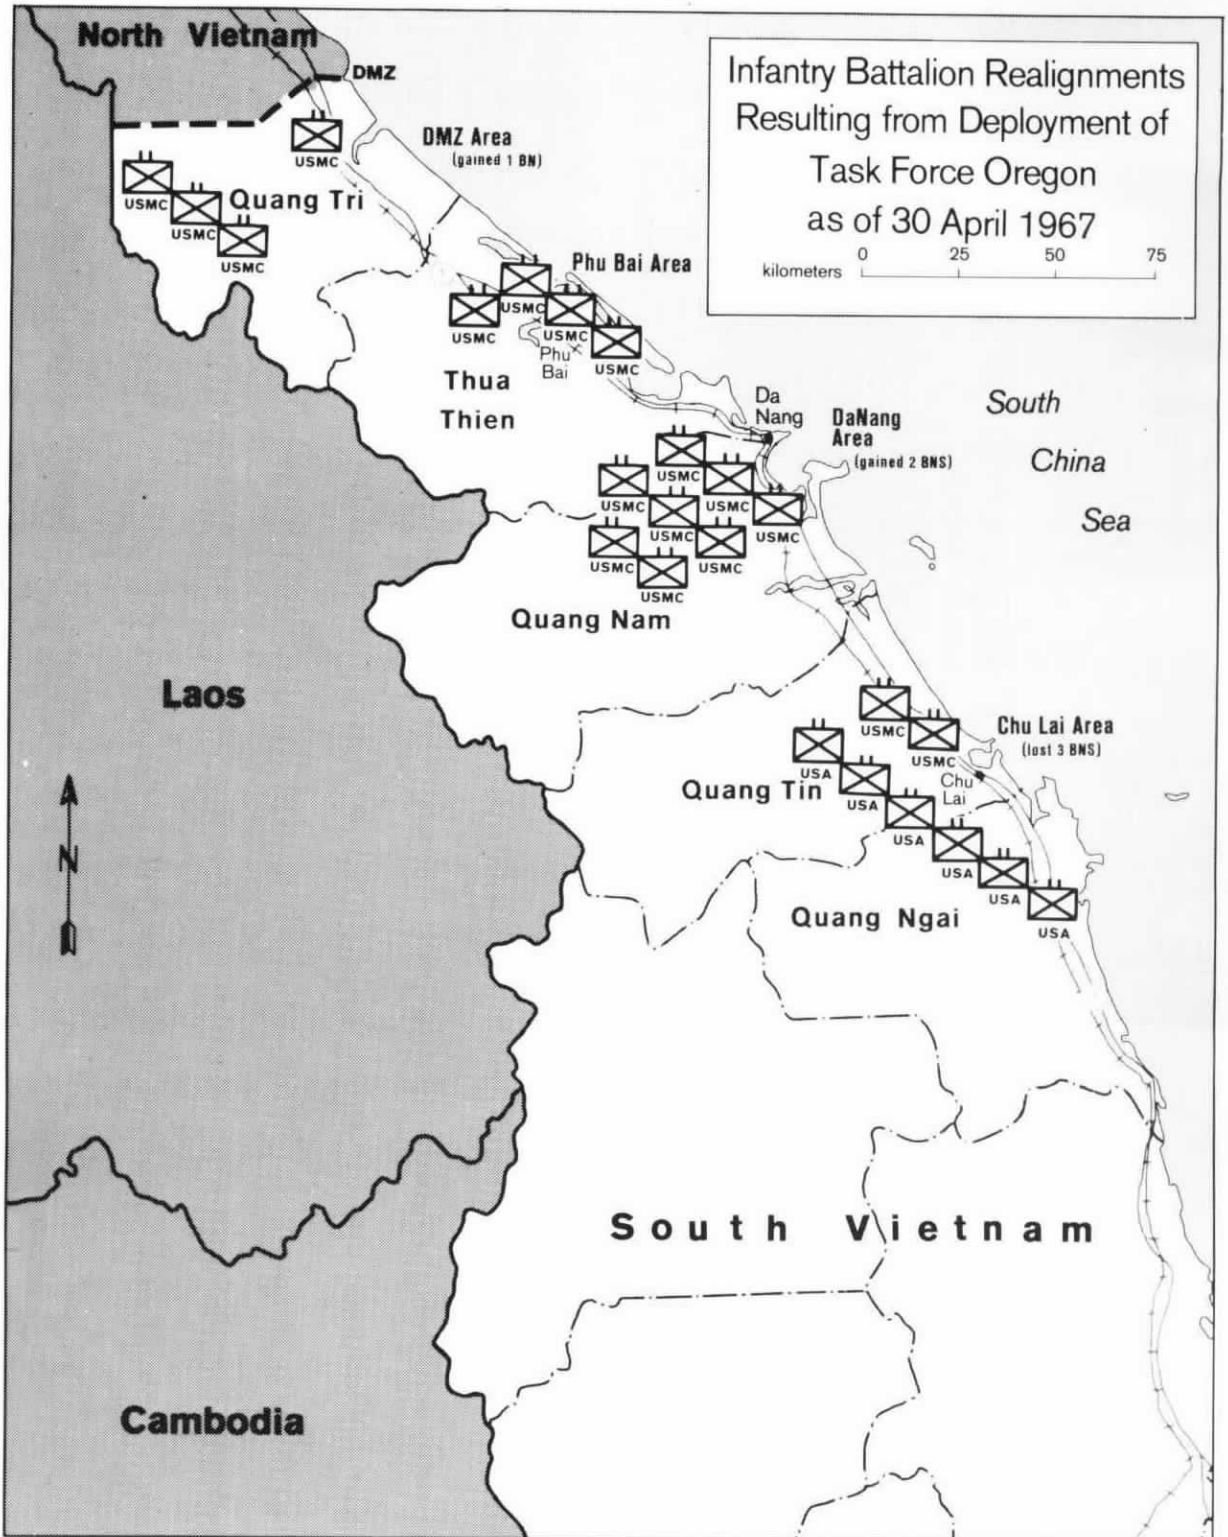 North Vietnam
DMZ
Infantry Battalion Realignments
Resulting from Deployment of
Task Force Oregon
as of 30 April 1967
kilometers 0 25 50 75
DMZ Area
(gained 1 BN)
USMC
USMC
USMC
USMC
Quang Tri
Phu Bai Area
USMC
USMC
USMC
USMC
Phu
Bai
Thua
Thien
Da
Nang
DaNang
Area
(gained 2 BNS)
South
China
Sea
USMC
USMC
USMC
USMC
USMC
USMC
USMC
USMC
Quang Nam
Laos
USMC
USMC
Chu Lai Area
(lost 3 BNS)
Chu
Lai
Quang Tin
USA
USA
USA
USA
USA
USA
Quang Ngai
N
South Vietnam
Cambodia